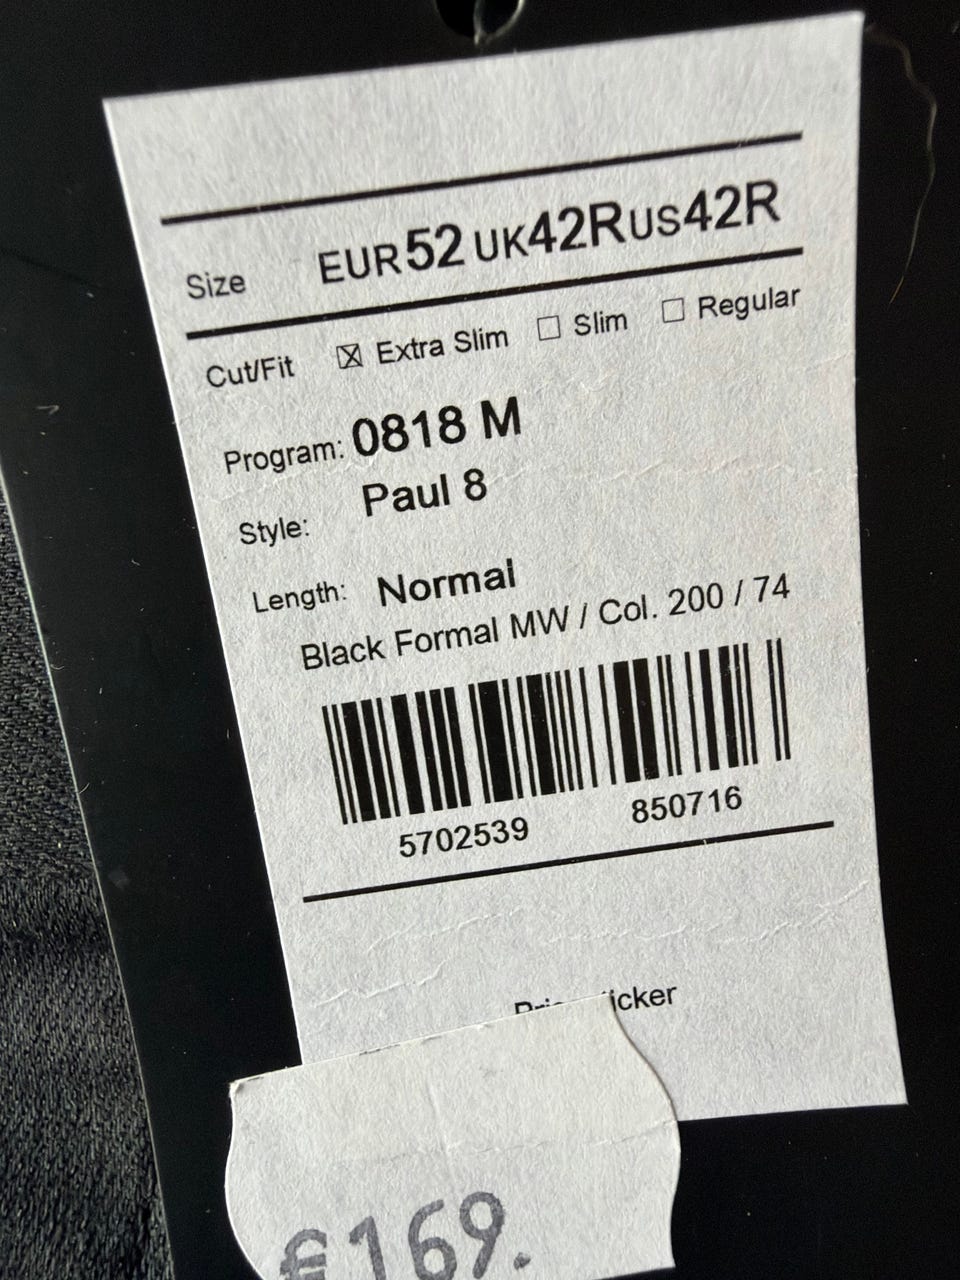 Size EUR52 UK42R US42R
Cut/Fit ☒ Extra Slim ☐ Slim ☐ Regular
Program: 0818 M
Style: Paul 8
Length: Normal
Black Formal MW / Col. 200 / 74
5702539 850716
icker
€169.